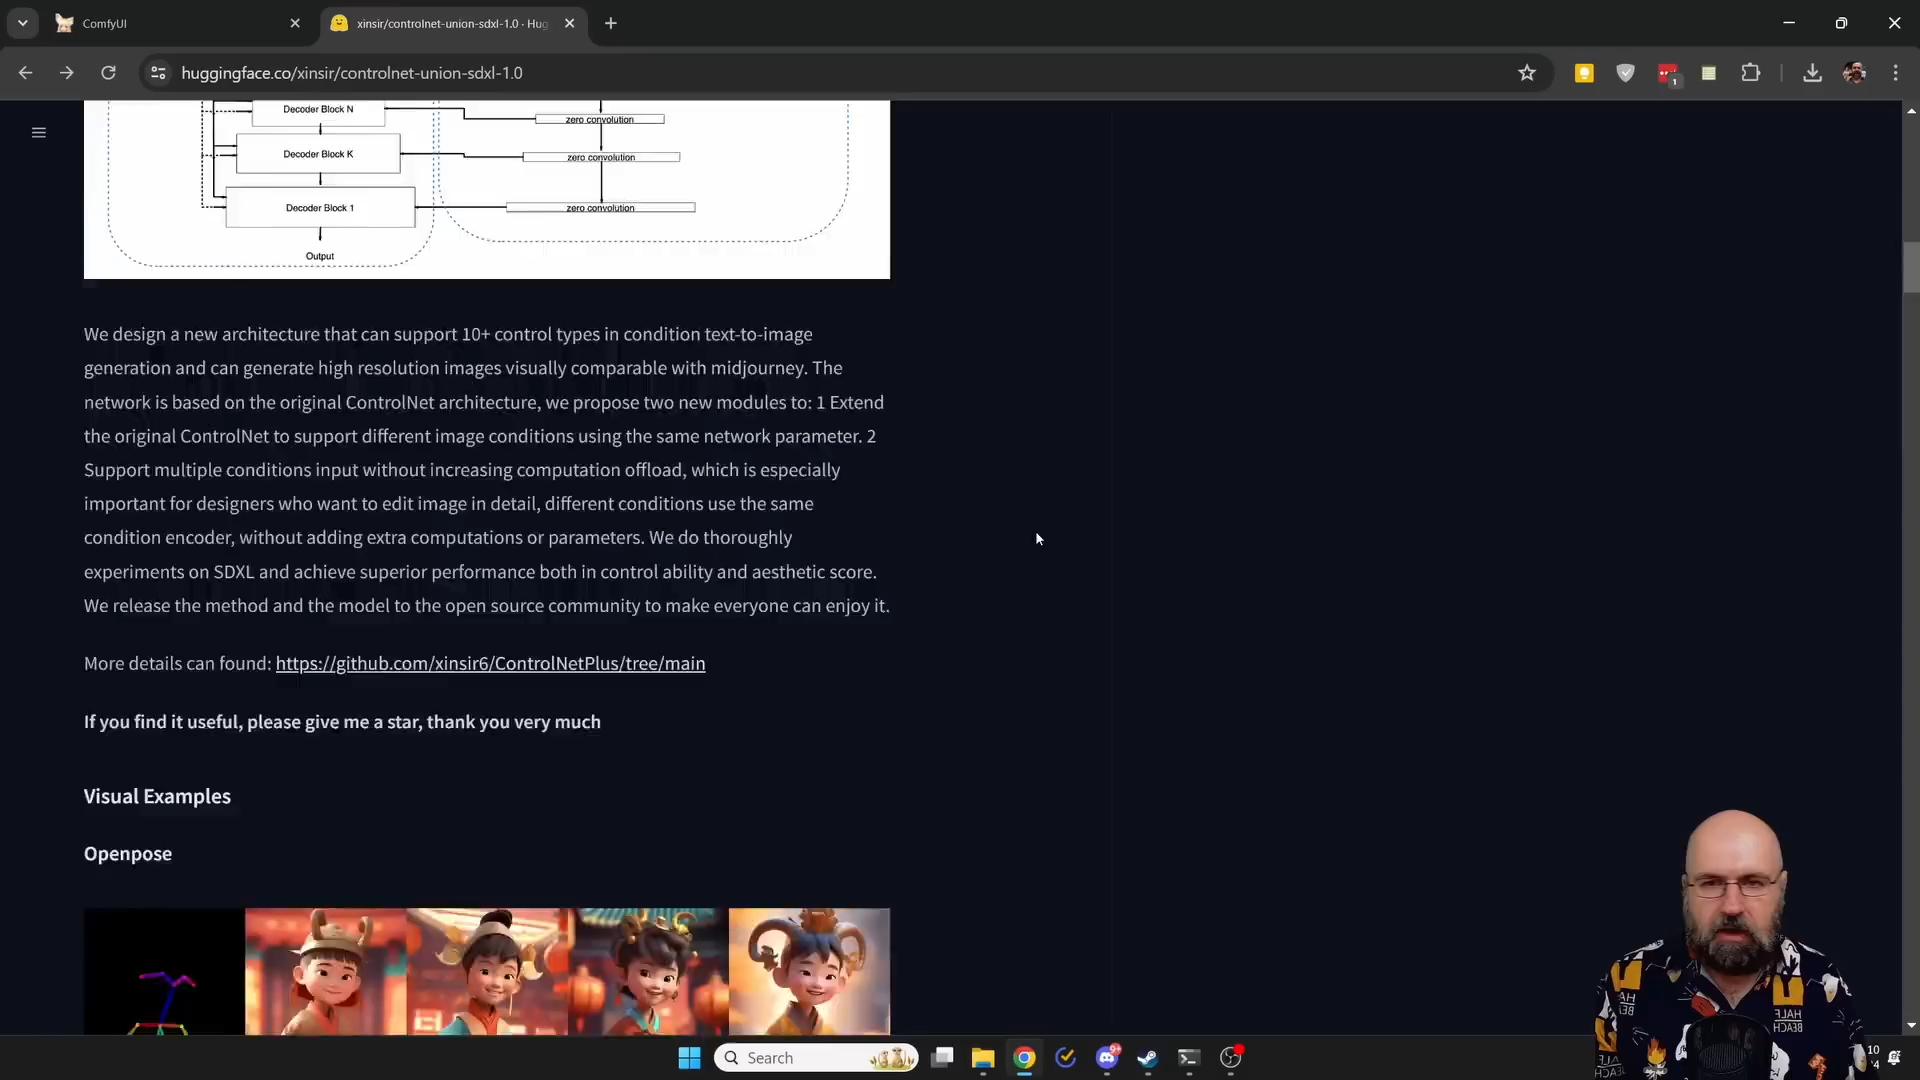 ComfyUI
xinsir/controlnet-union-sdxl-1.0 · Hug
huggingface.co/xinsir/controlnet-union-sdxl-1.0
1
Decoder Block N
zero convolution
Decoder Block K
zero convolution
Decoder Block 1
zero convolution
Output
We design a new architecture that can support 10+ control types in condition text-to-image
generation and can generate high resolution images visually comparable with midjourney. The
network is based on the original ControlNet architecture, we propose two new modules to: 1 Extend
the original ControlNet to support different image conditions using the same network parameter. 2
Support multiple conditions input without increasing computation offload, which is especially
important for designers who want to edit image in detail, different conditions use the same
condition encoder, without adding extra computations or parameters. We do thoroughly
experiments on SDXL and achieve superior performance both in control ability and aesthetic score.
We release the method and the model to the open source community to make everyone can enjoy it.
More details can found: https://github.com/xinsir6/ControlNetPlus/tree/main
If you find it useful, please give me a star, thank you very much
Visual Examples
Openpose
HALF
BEACH
Search
9+
10
4